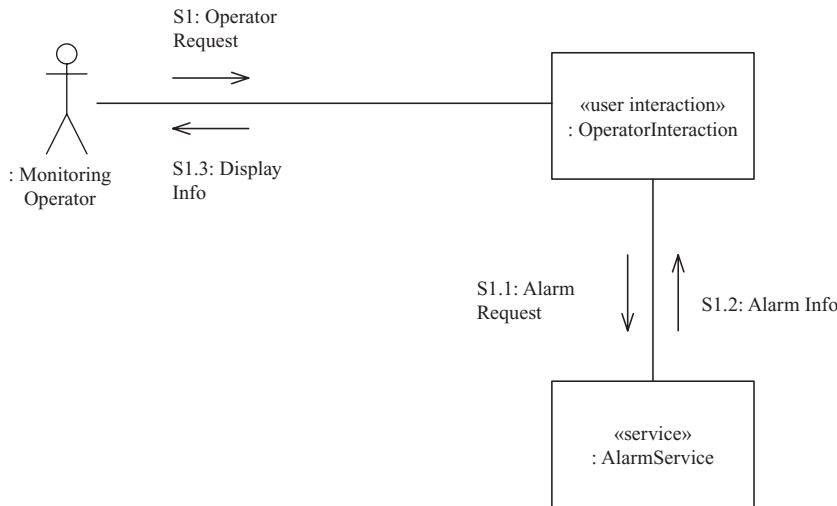 S1: Operator
Request
«user interaction»
: OperatorInteraction
S1.3: Display
Info
: Monitoring
Operator
S1.1: Alarm
Request
S1.2: Alarm Info
«service»
: AlarmService